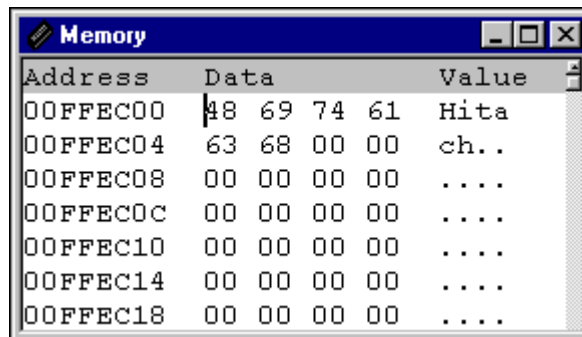 Memory
Address Data Value
00FFEC00 48 69 74 61 Hita
00FFEC04 63 68 00 00 ch..
00FFEC08 00 00 00 00 ....
00FFEC0C 00 00 00 00 ....
00FFEC10 00 00 00 00 ....
00FFEC14 00 00 00 00 ....
00FFEC18 00 00 00 00 ....